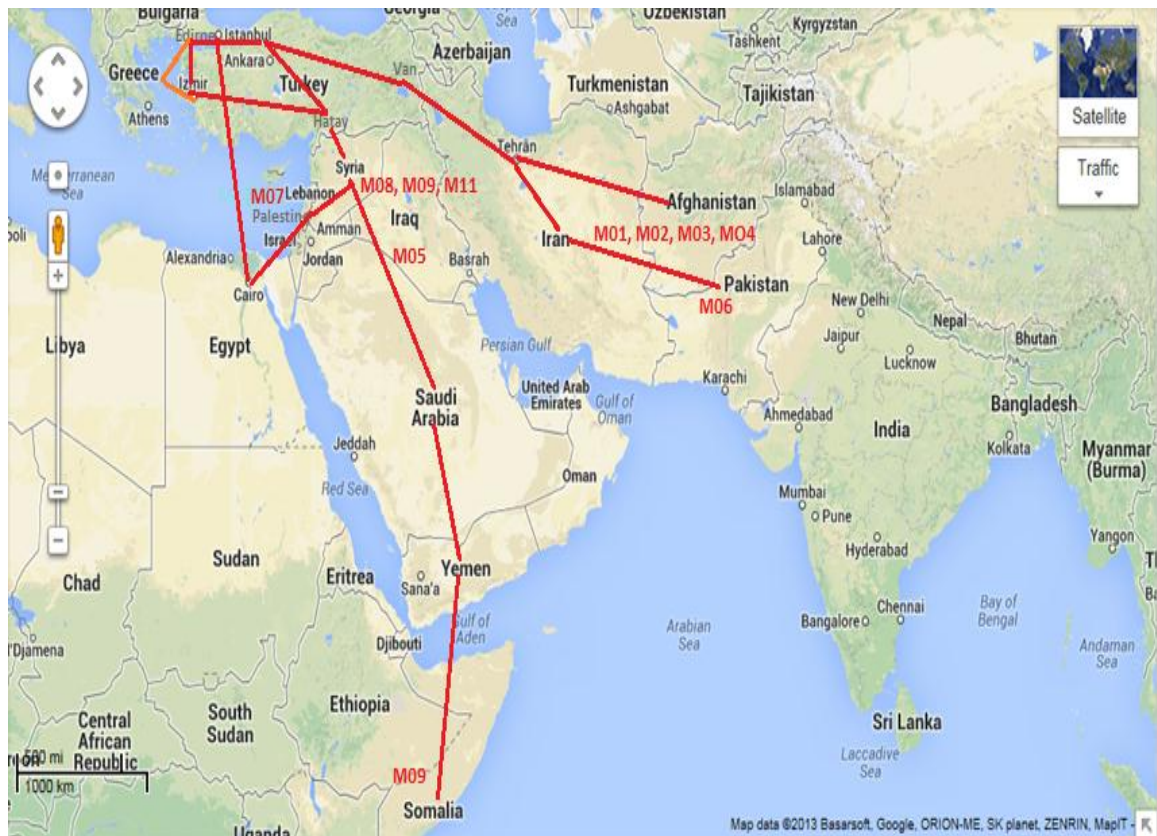 Bulgaria
Georgia
Sea
Uzbekistan
Kyrgyzstan
Edirne
Istanbul
Tashkent
Azerbaijan
Ankara
Greece
Turkey
Van
Izmir
Turkmenistan
Tajikistan
Ashgabat
Athens
Hatay
Satellite
Tehrān
Traffic
Syria
Mediterranean
Sea
Lebanon
M07
M08, M09, M11
Palestine
Islamabad
Afghanistan
Iraq
Amman
Israel
Iran
M01, M02, M03, MO4
Lahore
Alexandria
Jordan
M05
Basrah
Cairo
Pakistan
M06
New Delhi
Nepal
Bhutan
Libya
Egypt
Persian Gulf
Jaipur
Lucknow
Karachi
United Arab
Emirates
Gulf of
Oman
Saudi
Arabia
Ahmedabad
Bangladesh
India
Kolkata
Jeddah
Myanmar
(Burma)
Oman
Red Sea
Mumbai
Pune
Hyderabad
Yangon
Sudan
Yemen
Eritrea
Sana'a
Chad
Chennai
Bangalore
Bay of
Bengal
Gulf of
Aden
Arabian
Sea
Djibouti
Andaman
Sea
'Djamena
Ethiopia
South
Sudan
Central
African
Republic
Sri Lanka
500 mi
1000 km
Laccadive
Sea
M09
Somalia
Uganda
Map data ©2013 Basarsoft, Google, ORION-ME, SK planet, ZENRIN, MapIT -